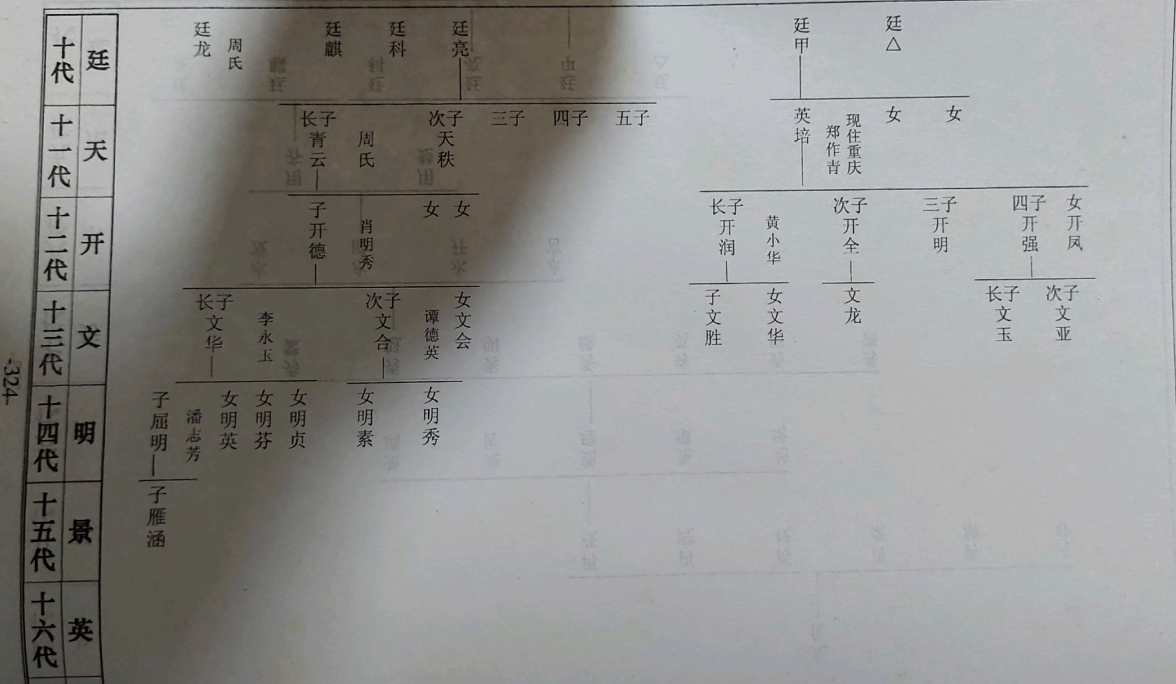 十代 廷 廷龙 周氏 廷麒 廷科 廷亮 廷甲 廷△
十一代 天 长子青云 周氏 次子天秩 三子 四子 五子 英培 郑作青 现住重庆 女 女
十二代 开 子开德 肖明秀 女 女 长子开润 黄小华 次子开全 三子开明 四子开强 女开凤
十三代 文 长子文华 李永玉 次子文合 谭德英 女文会 子文胜 女文华 文龙 长子文玉 次子文亚
十四代 明 子屈明 潘志芳 女明英 女明芬 女明贞 女明素 女明秀
十五代 景 子雁涵
十六代 英
-324-